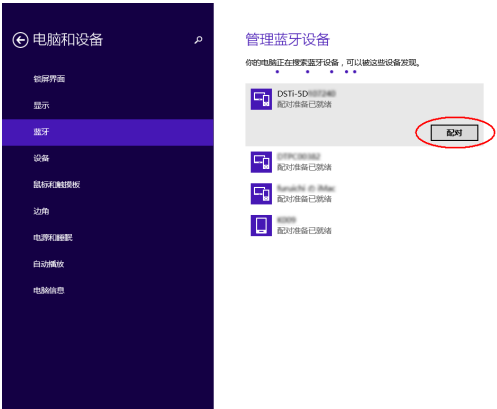 电脑和设备
锁屏界面
显示
蓝牙
设备
鼠标和触摸板
边角
电源和睡眠
自动播放
电脑信息
管理蓝牙设备
你的电脑正在搜索蓝牙设备，可以被这些设备发现。
DSTi-5D
配对准备已就绪
配对
配对准备已就绪
配对准备已就绪
配对准备已就绪